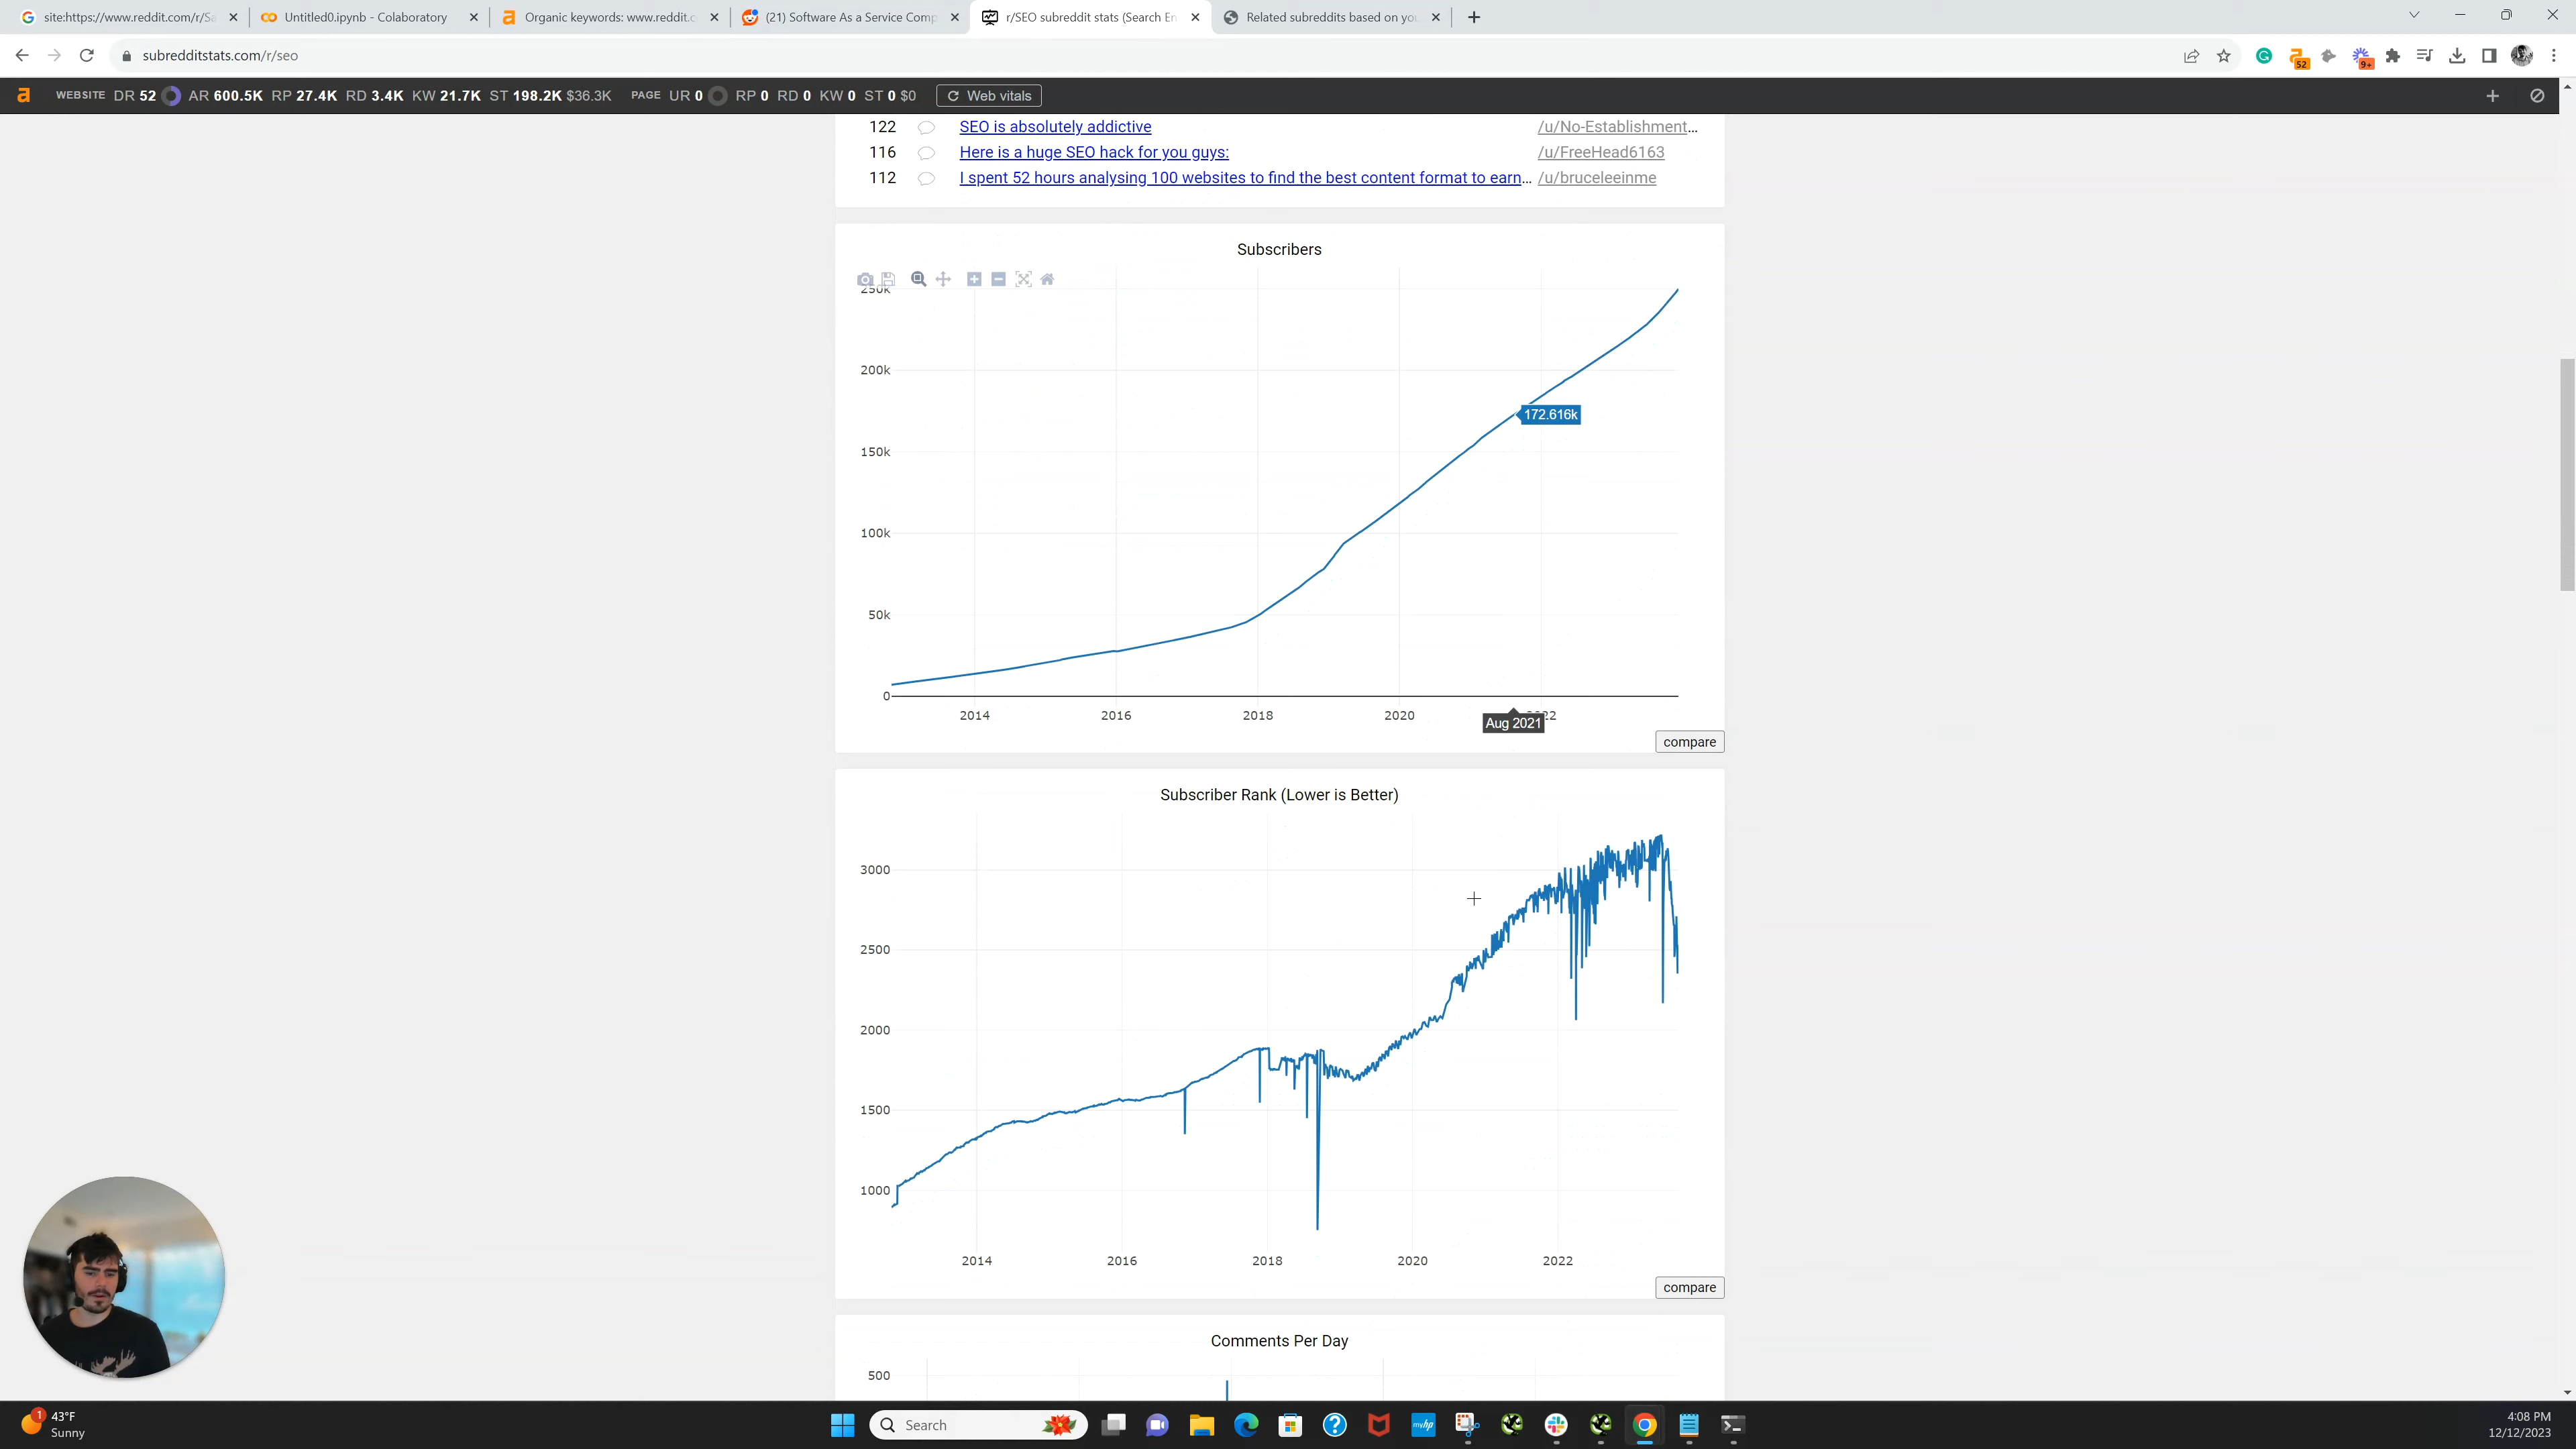 site:https://www.reddit.com/r/Sa
Untitled0.ipynb - Colaboratory
Organic keywords: www.reddit.c
(21) Software As a Service Comp
r/SEO subreddit stats (Search En
Related subreddits based on you
subredditstats.com/r/seo
52
9+
a WEBSITE DR 52 AR 600.5K RP 27.4K RD 3.4K KW 21.7K ST 198.2K $36.3K PAGE UR 0 RP 0 RD 0 KW 0 ST 0 $0 Web vitals
122 SEO is absolutely addictive /u/No-Establishment...
116 Here is a huge SEO hack for you guys: /u/FreeHead6163
112 I spent 52 hours analysing 100 websites to find the best content format to earn... /u/bruceleeinme
Subscribers
250k
200k
172.616k
150k
100k
50k
0
2014 2016 2018 2020 2022
Aug 2021
compare
Subscriber Rank (Lower is Better)
3000
2500
2000
1500
1000
2014 2016 2018 2020 2022
compare
Comments Per Day
500
1
43°F
Sunny
Search
myhp
4:08 PM
12/12/2023